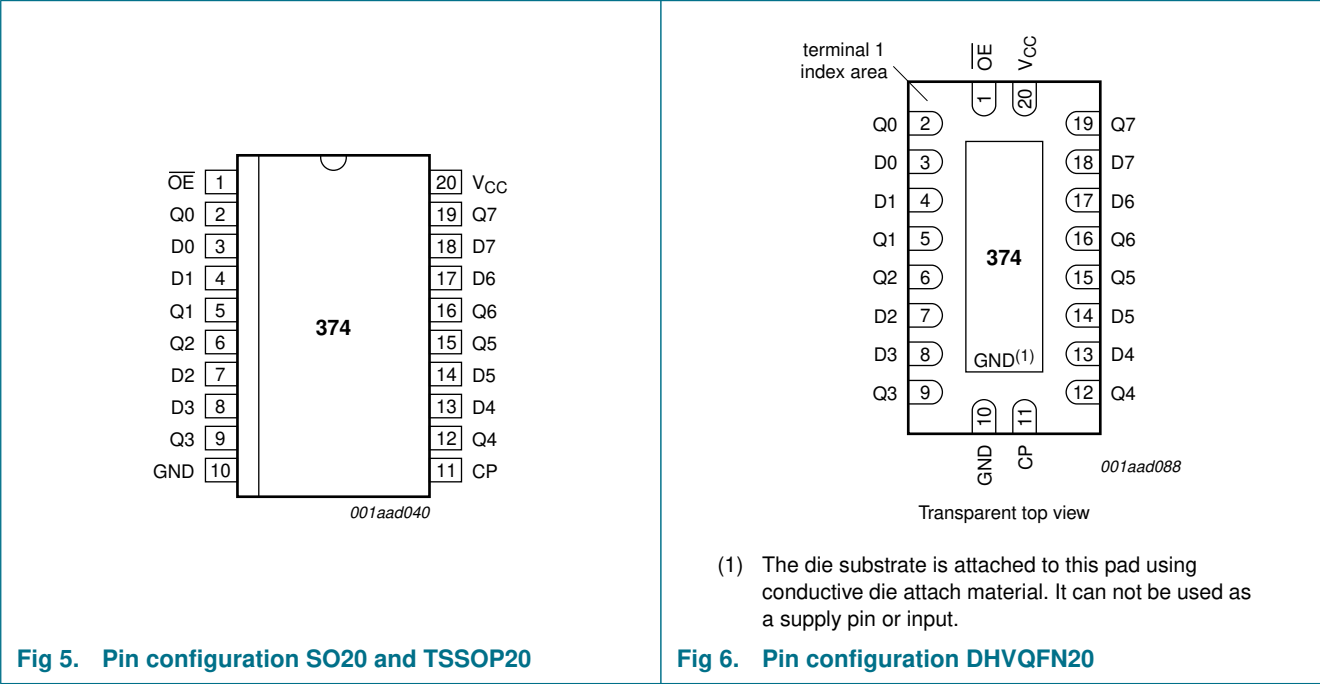 OE 1 20 VCC
Q0 2 19 Q7
D0 3 18 D7
D1 4 17 D6
Q1 5 16 Q6
Q2 6 15 Q5
D2 7 14 D5
D3 8 13 D4
Q3 9 12 Q4
GND 10 11 CP
374
001aad040
Fig 5. Pin configuration SO20 and TSSOP20
terminal 1
index area
OE VCC
1 20
Q0 2 19 Q7
D0 3 18 D7
D1 4 17 D6
Q1 5 16 Q6
Q2 6 15 Q5
D2 7 14 D5
D3 8 13 D4
Q3 9 12 Q4
374
GND(1)
10 11
GND CP
001aad088
Transparent top view
(1) The die substrate is attached to this pad using
conductive die attach material. It can not be used as
a supply pin or input.
Fig 6. Pin configuration DHVQFN20